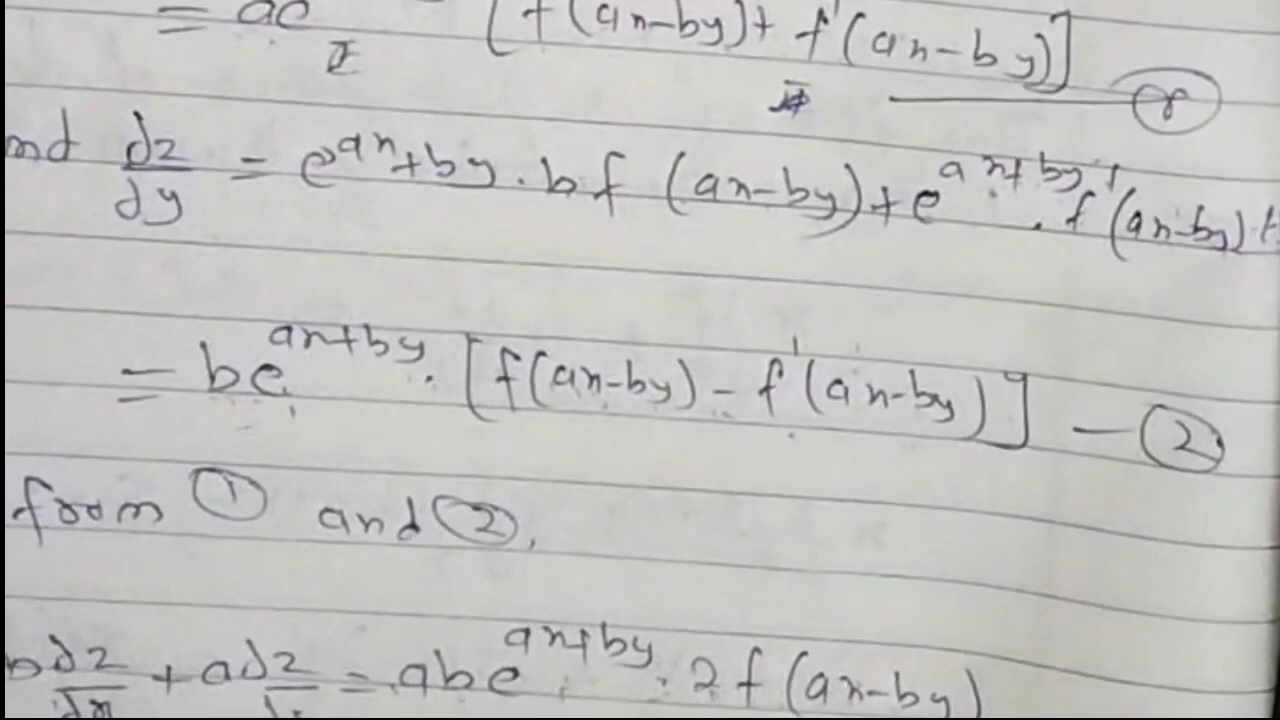 = ae [f(ax-by)+ f'(ax-by)]
and ∂z/∂y = e^{ax+by}.bf (ax-by)+e^{ax+by}.f'(ax-by)
= be^{ax+by}.[f(ax-by)-f'(ax-by)] - ②
from ① and ②,
b∂z/∂x + a∂z/ = abe^{ax+by}.2f(ax-by)